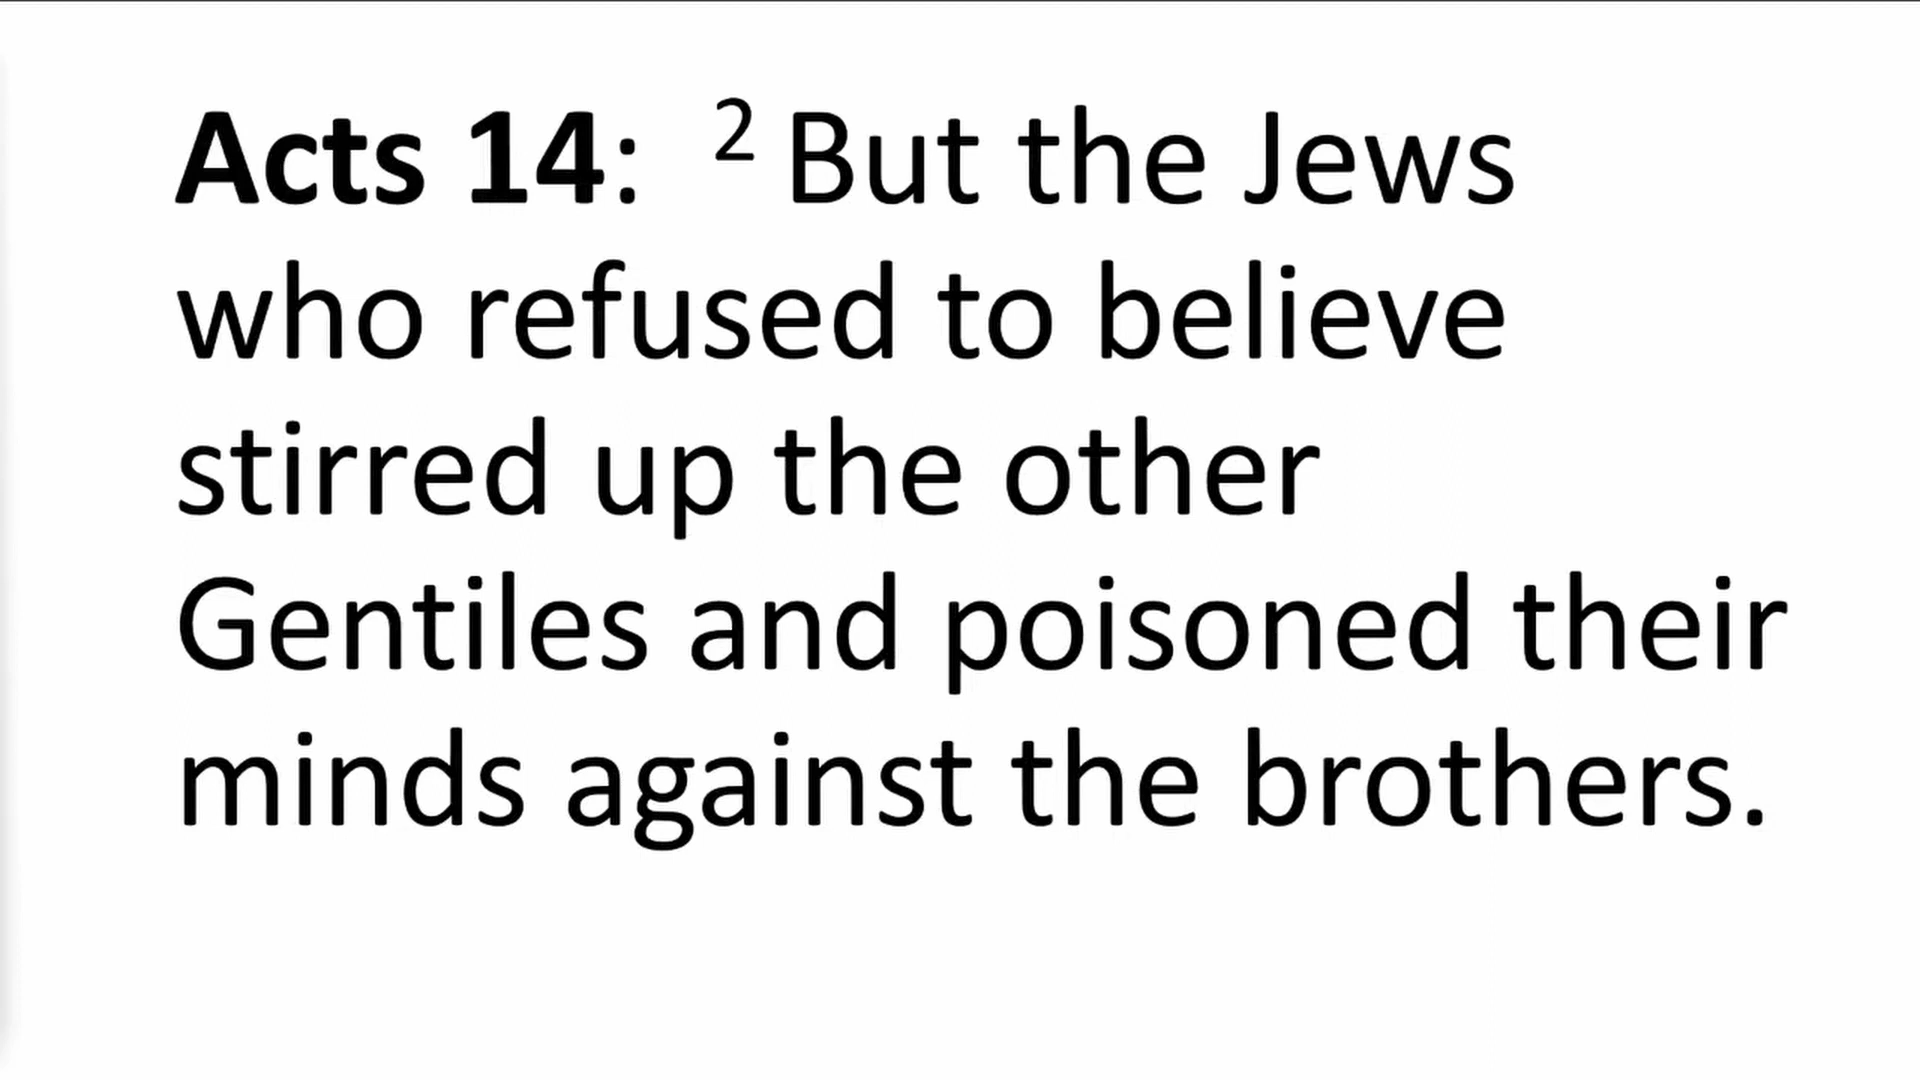 Acts 14: 2 But the Jews
who refused to believe
stirred up the other
Gentiles and poisoned their
minds against the brothers.